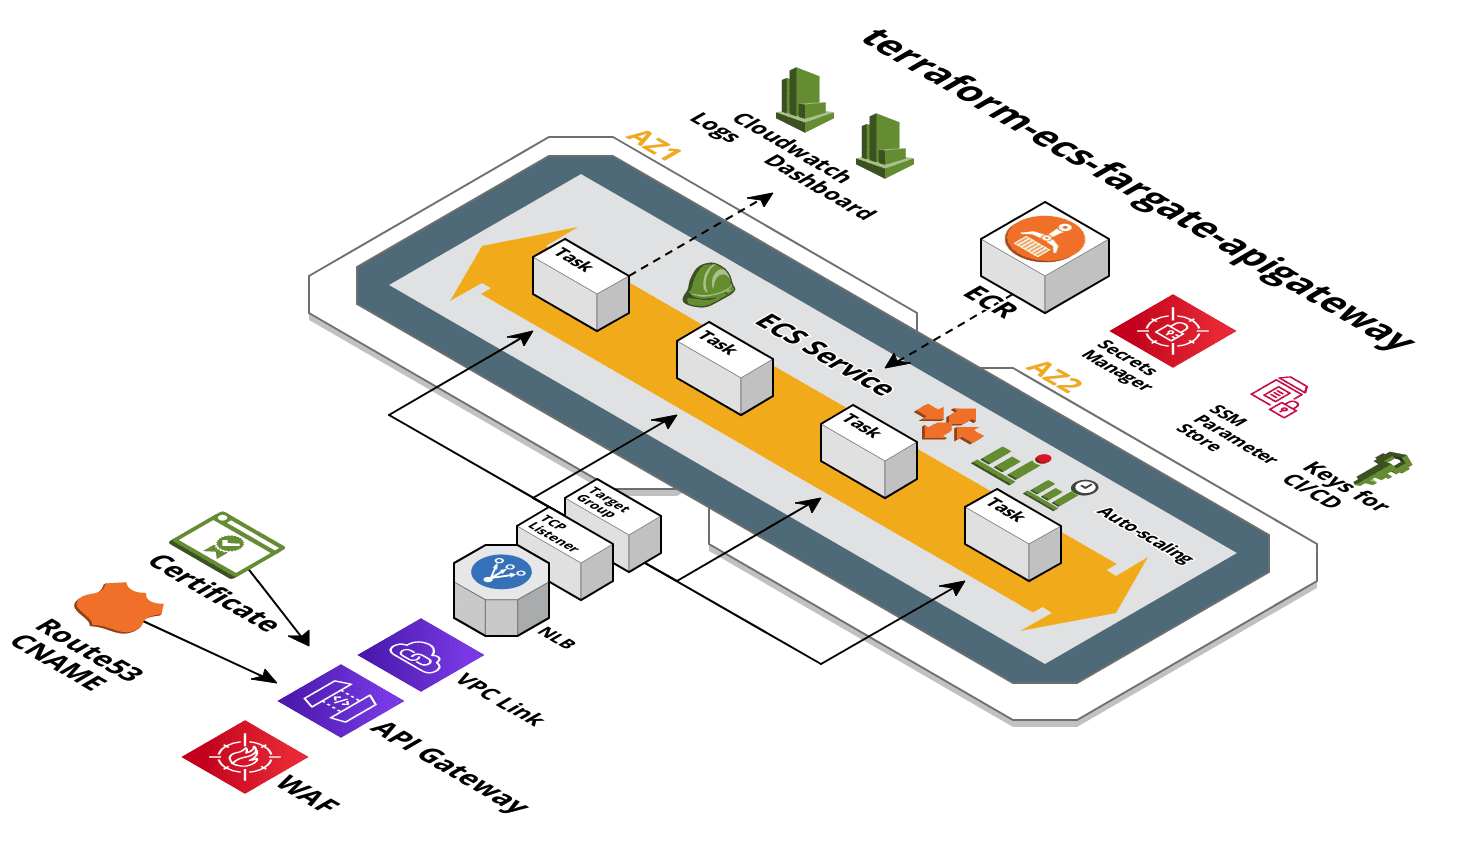 terraform-ecs-fargate-apigateway
AZ1
Logs
Cloudwatch
Dashboard
ECR
Secrets
Manager
SSM
Parameter
Store
Keys for
CI/CD
AZ2
ECS Service
Task
Task
Task
Task
Auto-scaling
Target
Group
TCP
Listener
NLB
VPC Link
API Gateway
WAF
Certificate
Route53
CNAME